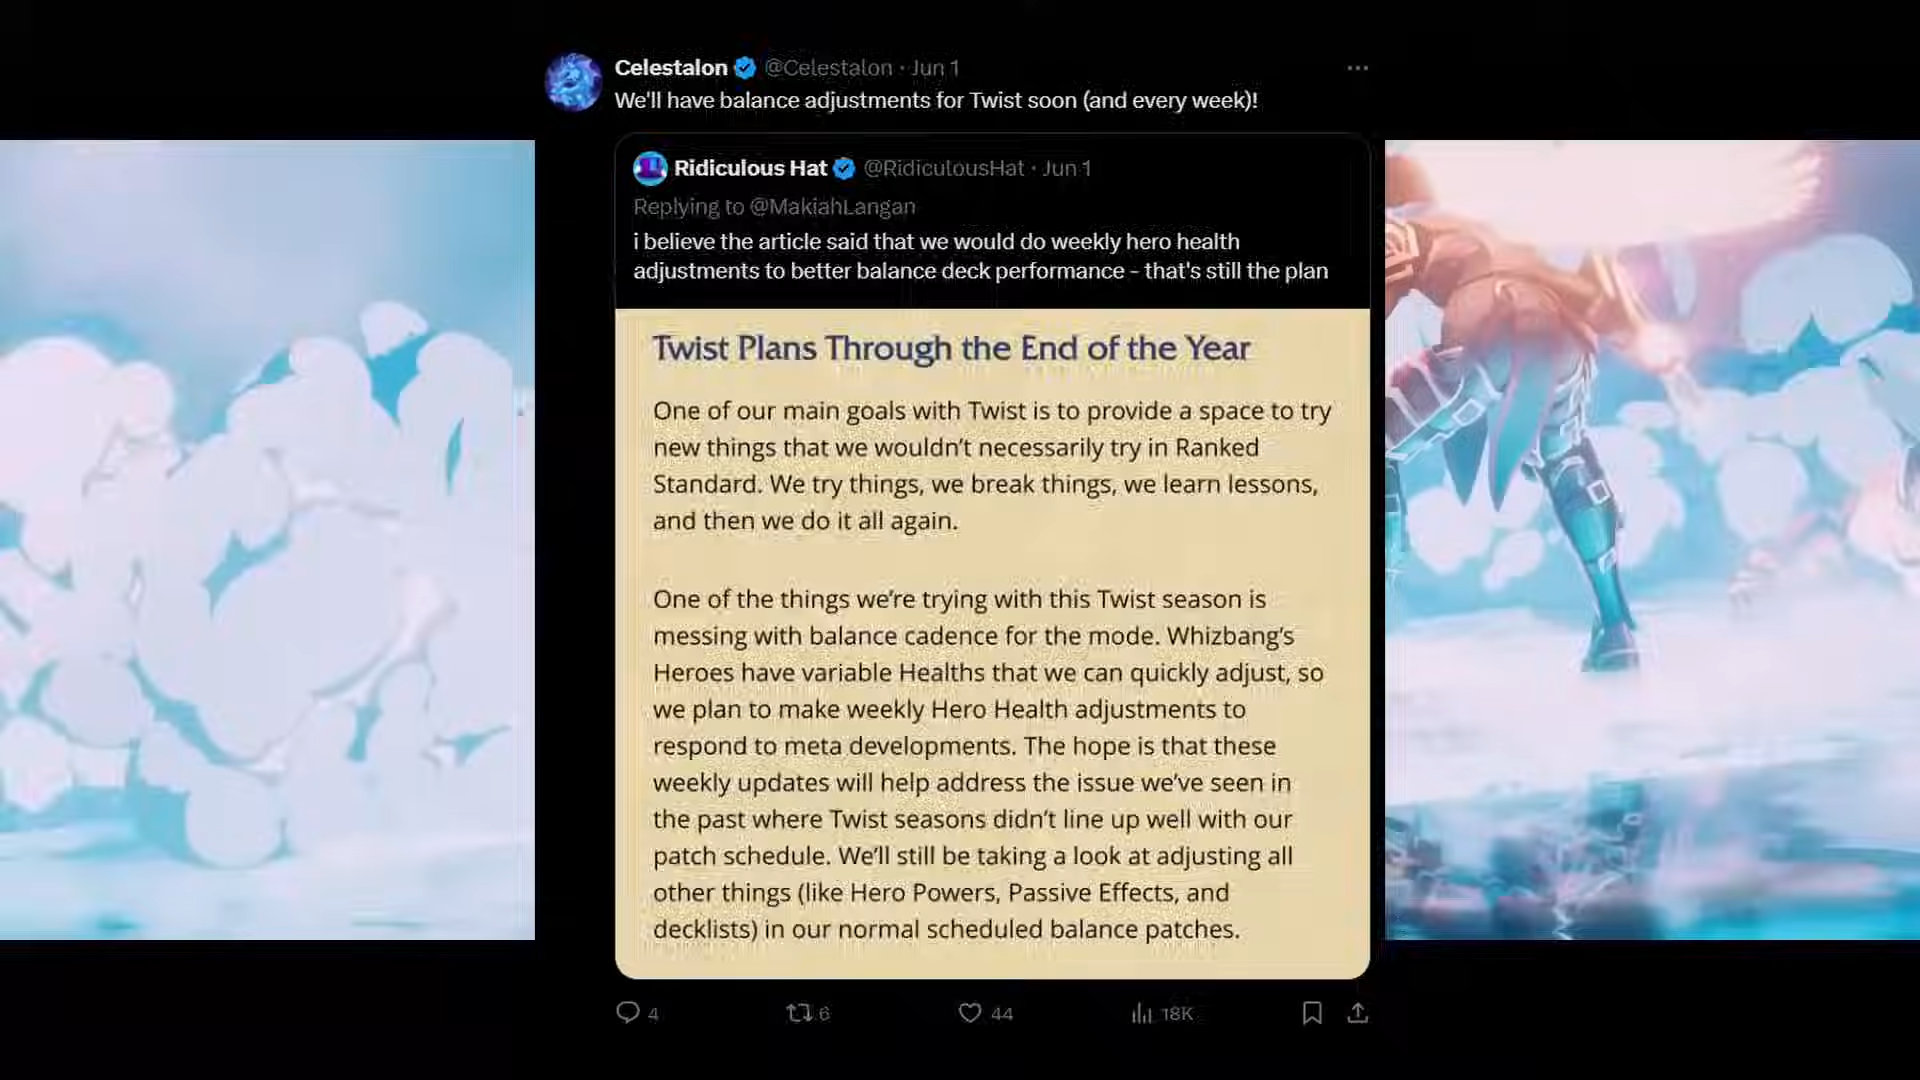 Celestalon @Celestalon · Jun 1
We'll have balance adjustments for Twist soon (and every week)!
Ridiculous Hat @RidiculousHat · Jun 1
Replying to @MakiahLangan
i believe the article said that we would do weekly hero health
adjustments to better balance deck performance - that's still the plan
Twist Plans Through the End of the Year
One of our main goals with Twist is to provide a space to try
new things that we wouldn't necessarily try in Ranked
Standard. We try things, we break things, we learn lessons,
and then we do it all again.
One of the things we're trying with this Twist season is
messing with balance cadence for the mode. Whizbang's
Heroes have variable Healths that we can quickly adjust, so
we plan to make weekly Hero Health adjustments to
respond to meta developments. The hope is that these
weekly updates will help address the issue we've seen in
the past where Twist seasons didn't line up well with our
patch schedule. We'll still be taking a look at adjusting all
other things (like Hero Powers, Passive Effects, and
decklists) in our normal scheduled balance patches.
4 6 44 18K